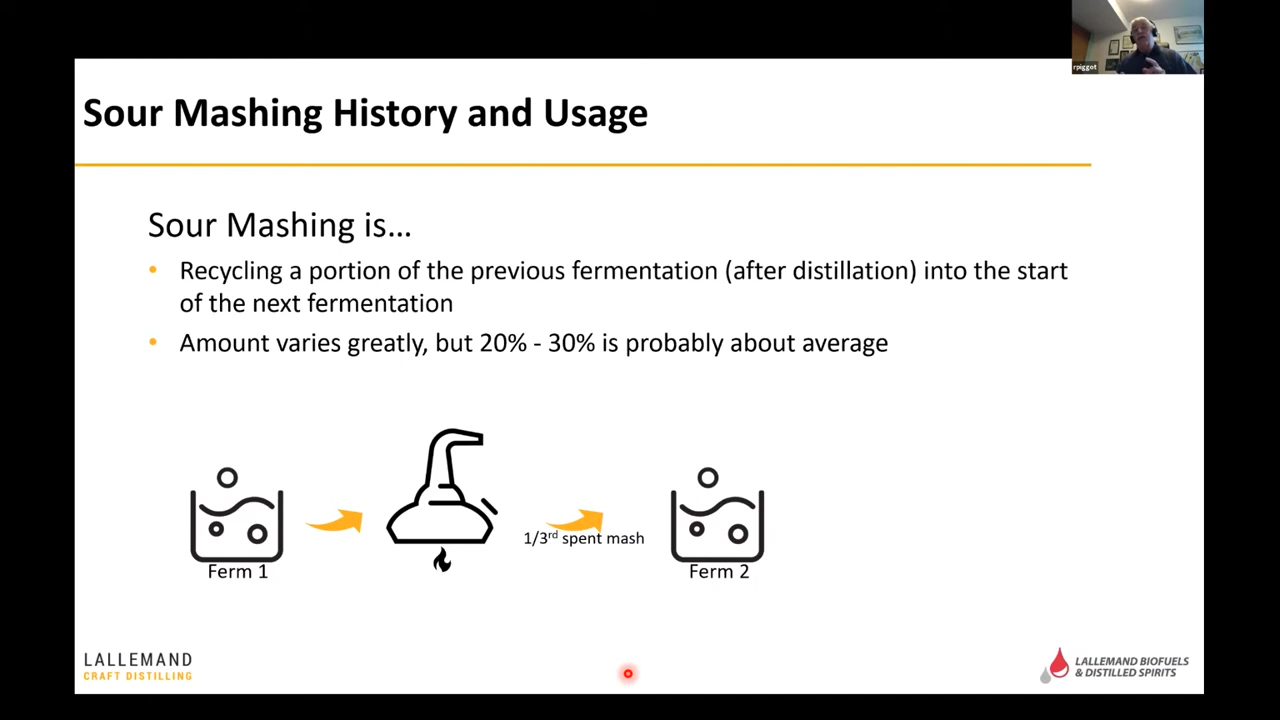 rpiggot
Sour Mashing History and Usage
Sour Mashing is...
• Recycling a portion of the previous fermentation (after distillation) into the start
of the next fermentation
• Amount varies greatly, but 20% - 30% is probably about average
1/3rd spent mash
Ferm 1
Ferm 2
LALLEMAND
CRAFT DISTILLING
LALLEMAND BIOFUELS
& DISTILLED SPIRITS